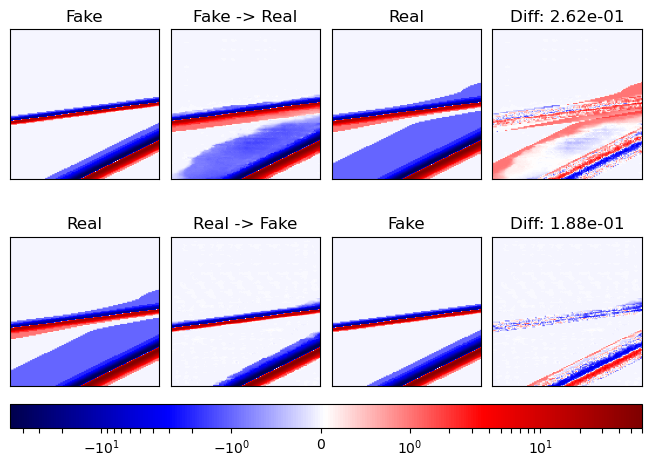 Fake Fake -> Real Real Diff: 2.62e-01
Real Real -> Fake Fake Diff: 1.88e-01
−10¹ −10⁰ 0 10⁰ 10¹